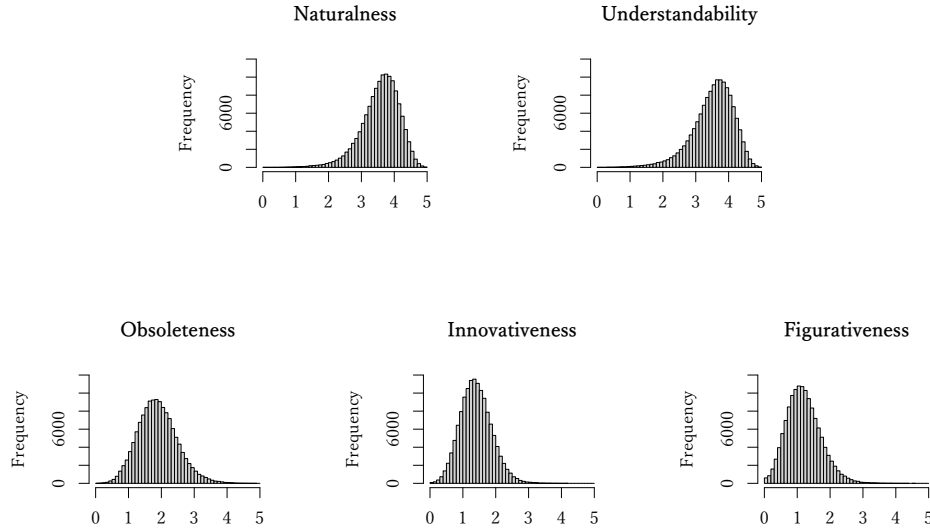 Naturalness
Understandability
Frequency
6000
0
0 1 2 3 4 5
Frequency
6000
0
0 1 2 3 4 5
Obsoleteness
Innovativeness
Figurativeness
Frequency
6000
0
0 1 2 3 4 5
Frequency
6000
0
0 1 2 3 4 5
Frequency
6000
0
0 1 2 3 4 5